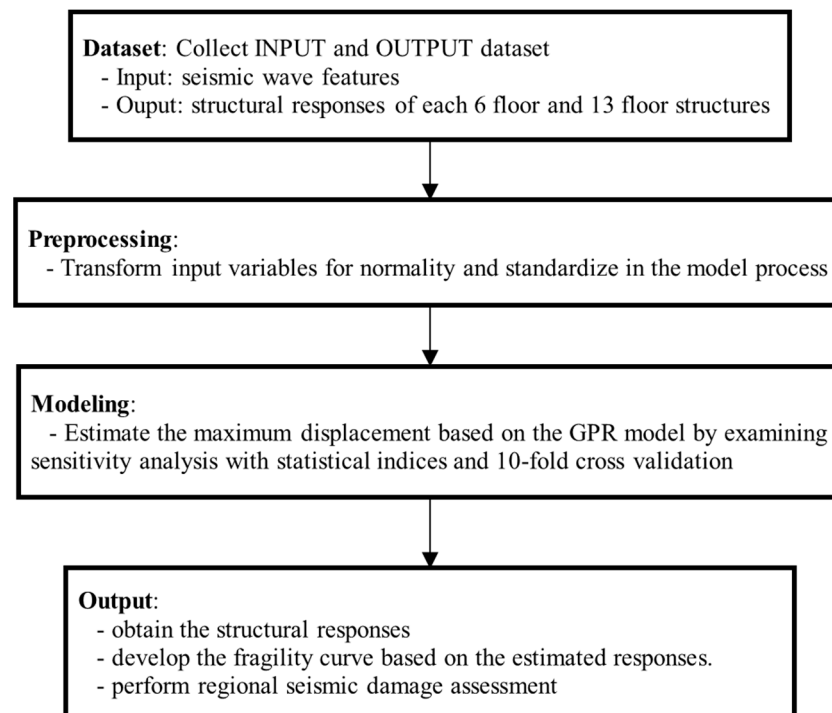 Dataset: Collect INPUT and OUTPUT dataset
- Input: seismic wave features
- Ouput: structural responses of each 6 floor and 13 floor structures
Preprocessing:
- Transform input variables for normality and standardize in the model process
Modeling:
- Estimate the maximum displacement based on the GPR model by examining
sensitivity analysis with statistical indices and 10-fold cross validation
Output:
- obtain the structural responses
- develop the fragility curve based on the estimated responses.
- perform regional seismic damage assessment